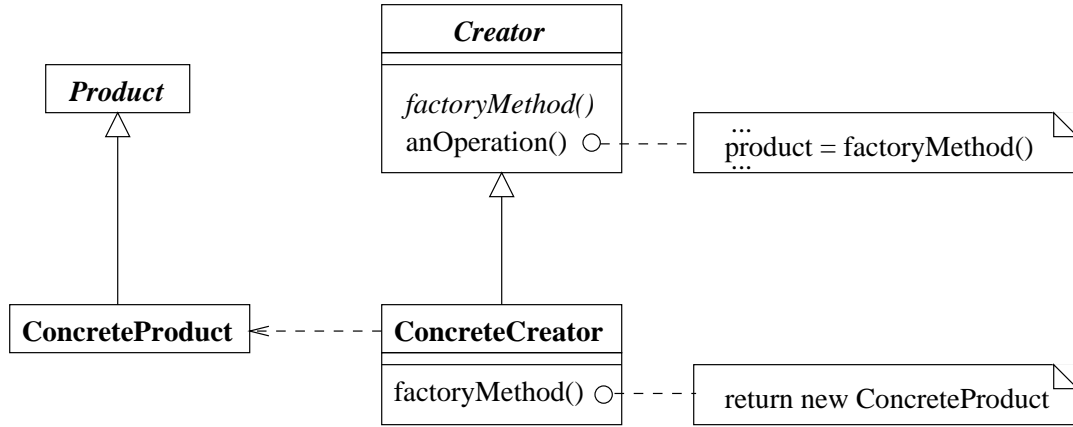 Creator
Product
factoryMethod()
anOperation()
...
product = factoryMethod()
...
ConcreteProduct
ConcreteCreator
factoryMethod()
return new ConcreteProduct